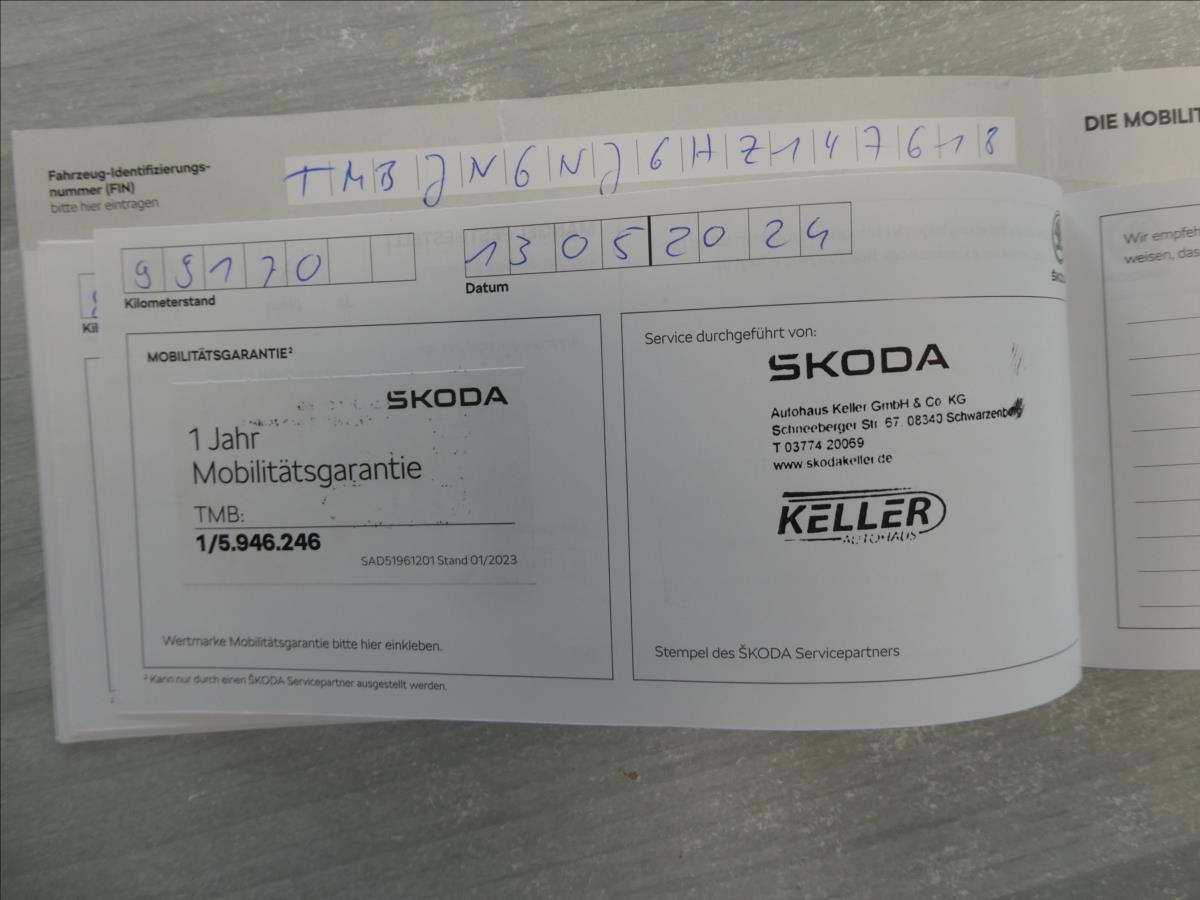 Fahrzeug-Identifizierungs-
nummer (FIN)
bitte hier eintragen
TMBJNGNJ6HZ147618
DIE MOBILIT
99170
Kilometerstand
13052024
Datum
Kil
MOBILITÄTSGARANTIE²
ŠKODA
1 Jahr
Mobilitätsgarantie
TMB:
1/5.946.246
SAD51961201 Stand 01/2023
Wertmarke Mobilitätsgarantie bitte hier einkleben.
² Kann nur durch einen ŠKODA Servicepartner ausgestellt werden.
Service durchgeführt von:
ŠKODA
Autohaus Keller GmbH & Co. KG
Schneeberger Str. 67, 08340 Schwarzenberg
T 03774 20069
www.skodakeller.de
KELLER
AUTOHAUS
Stempel des ŠKODA Servicepartners
Wir empfeh
weisen, das